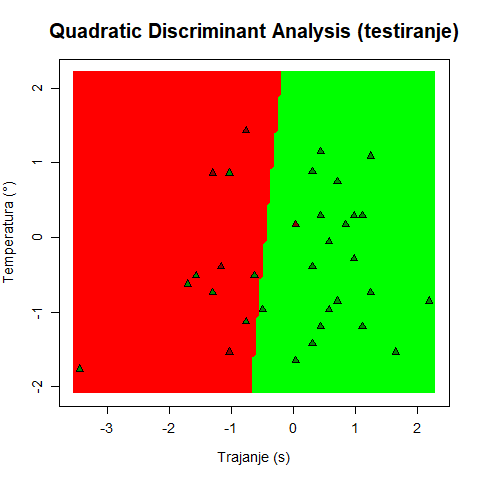 Quadratic Discriminant Analysis (testiranje)
Temperatura (°)
2
1
0
-1
-2
-3 -2 -1 0 1 2
Trajanje (s)